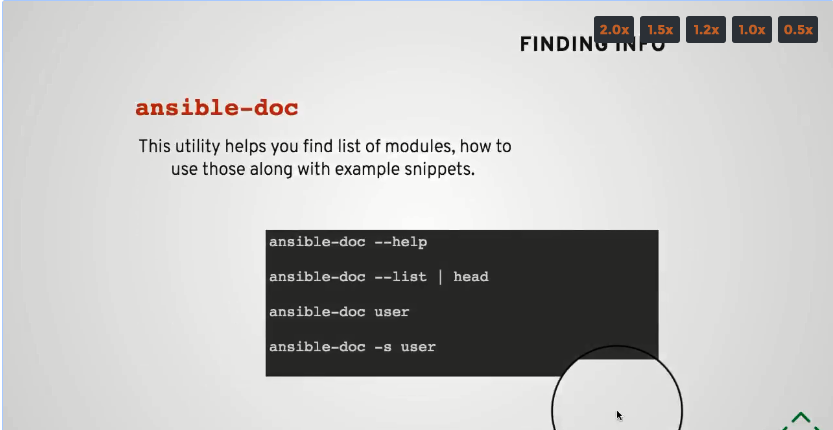 FINDING INFO
2.0x 1.5x 1.2x 1.0x 0.5x
ansible-doc
This utility helps you find list of modules, how to
use those along with example snippets.
ansible-doc --help
ansible-doc --list | head
ansible-doc user
ansible-doc -s user